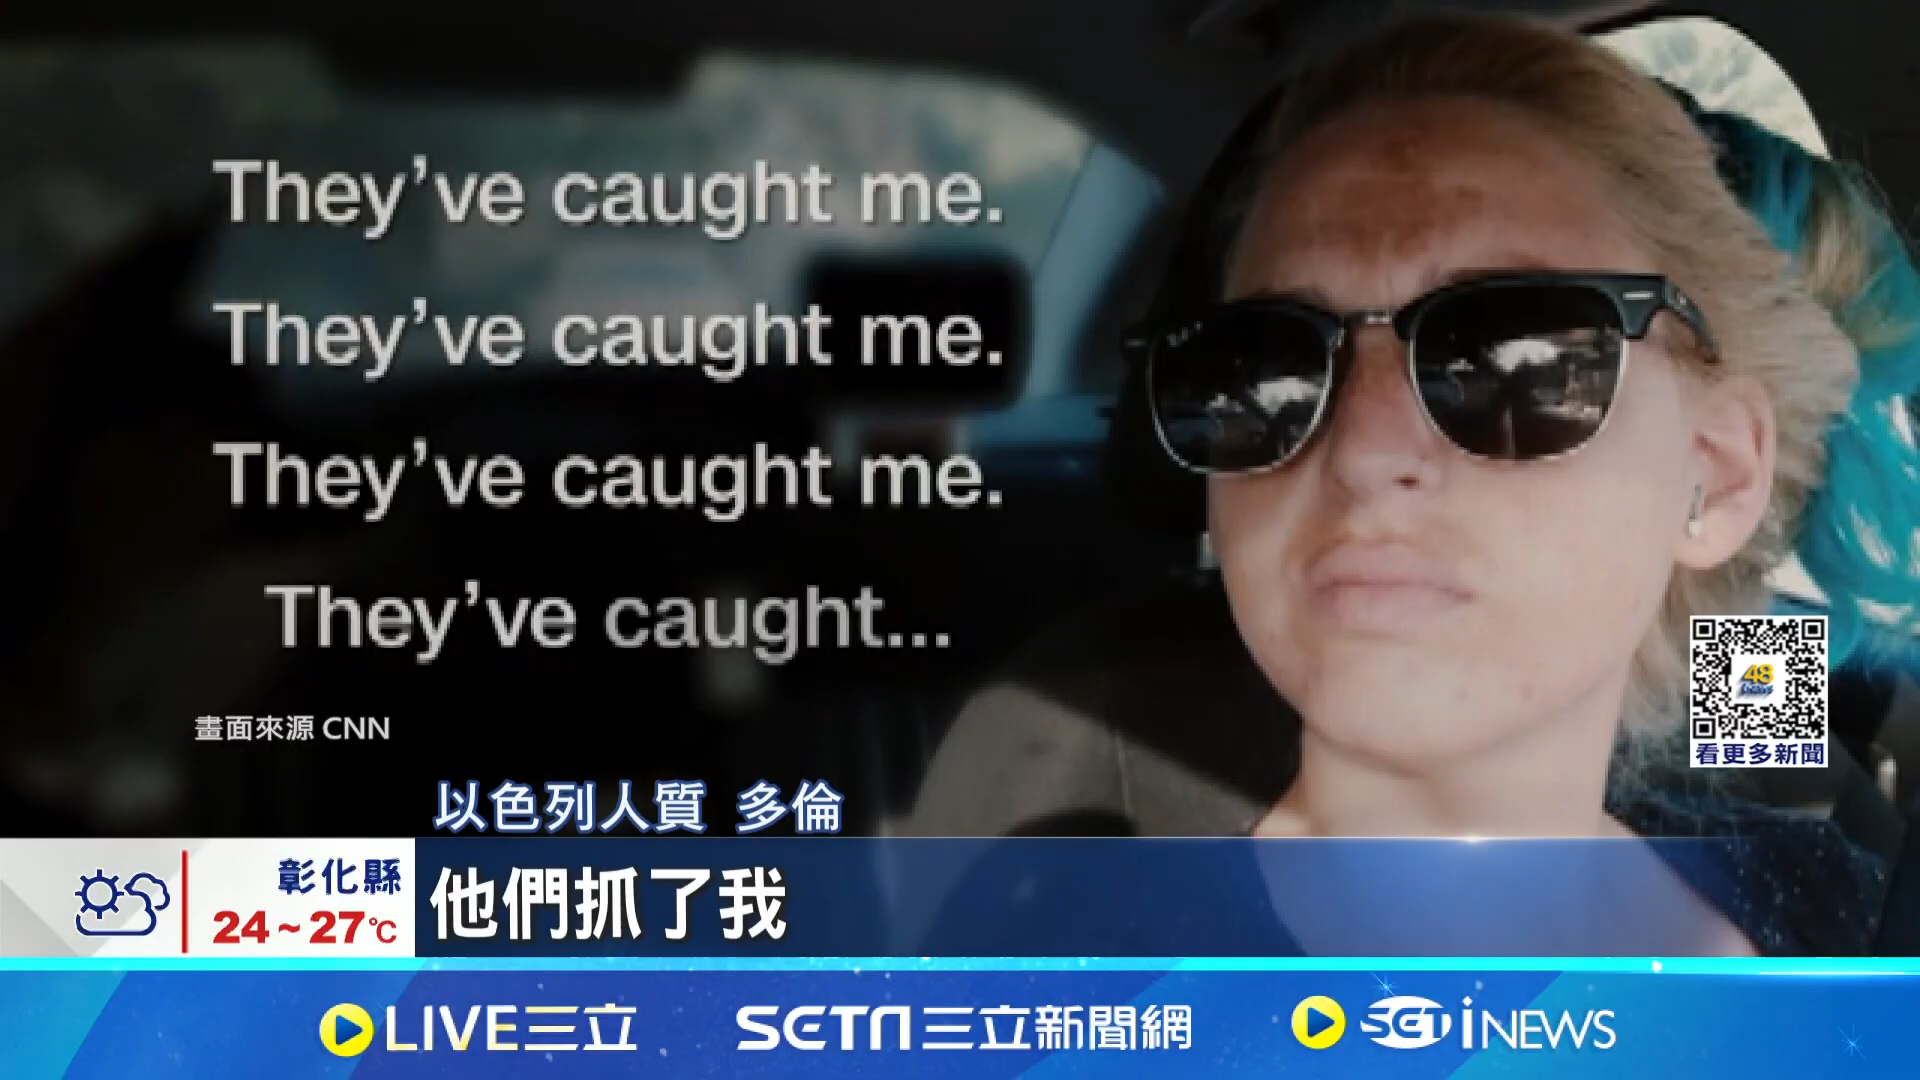 They've caught me.
They've caught me.
They've caught me.
They've caught...
畫面來源 CNN
48
看更多新聞
以色列人質 多倫
彰化縣
24~27℃
他們抓了我
LIVE三立
SETN三立新聞網
SET iNEWS